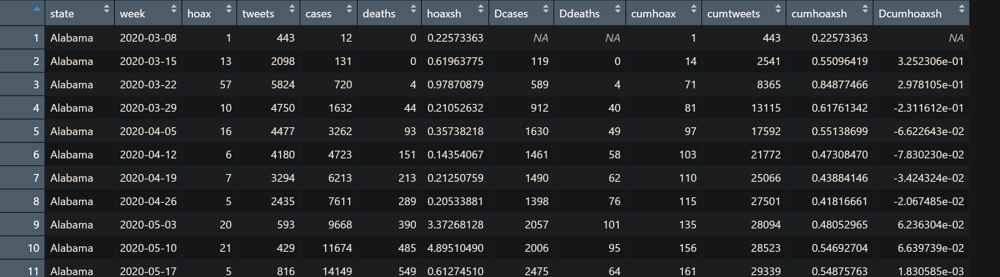 state week hoax tweets cases deaths hoaxsh Dcases Ddeaths cumhoax cumtweets cumhoaxsh Dcumhoaxsh
1 Alabama 2020-03-08 1 443 12 0 0.22573363 NA NA 1 443 0.22573363 NA
2 Alabama 2020-03-15 13 2098 131 0 0.61963775 119 0 14 2541 0.55096419 3.252306e-01
3 Alabama 2020-03-22 57 5824 720 4 0.97870879 589 4 71 8365 0.84877466 2.978105e-01
4 Alabama 2020-03-29 10 4750 1632 44 0.21052632 912 40 81 13115 0.61761342 -2.311612e-01
5 Alabama 2020-04-05 16 4477 3262 93 0.35738218 1630 49 97 17592 0.55138699 -6.622643e-02
6 Alabama 2020-04-12 6 4180 4723 151 0.14354067 1461 58 103 21772 0.47308470 -7.830230e-02
7 Alabama 2020-04-19 7 3294 6213 213 0.21250759 1490 62 110 25066 0.43884146 -3.424324e-02
8 Alabama 2020-04-26 5 2435 7611 289 0.20533881 1398 76 115 27501 0.41816661 -2.067485e-02
9 Alabama 2020-05-03 20 593 9668 390 3.37268128 2057 101 135 28094 0.48052965 6.236304e-02
10 Alabama 2020-05-10 21 429 11674 485 4.89510490 2006 95 156 28523 0.54692704 6.639739e-02
11 Alabama 2020-05-17 5 816 14149 549 0.61274510 2475 64 161 29339 0.54875763 1.830585e-03